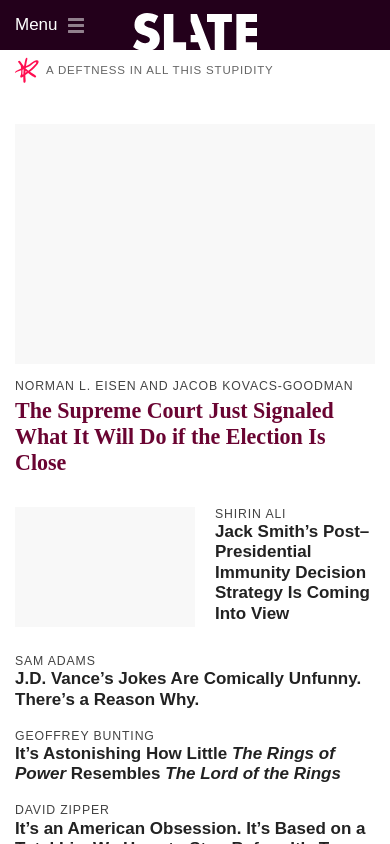 Menu
SLATE
A DEFTNESS IN ALL THIS STUPIDITY
NORMAN L. EISEN AND JACOB KOVACS-GOODMAN
The Supreme Court Just Signaled
What It Will Do if the Election Is
Close
SHIRIN ALI
Jack Smith’s Post–
Presidential
Immunity Decision
Strategy Is Coming
Into View
SAM ADAMS
J.D. Vance’s Jokes Are Comically Unfunny.
There’s a Reason Why.
GEOFFREY BUNTING
It’s Astonishing How Little The Rings of
Power Resembles The Lord of the Rings
DAVID ZIPPER
It’s an American Obsession. It’s Based on a